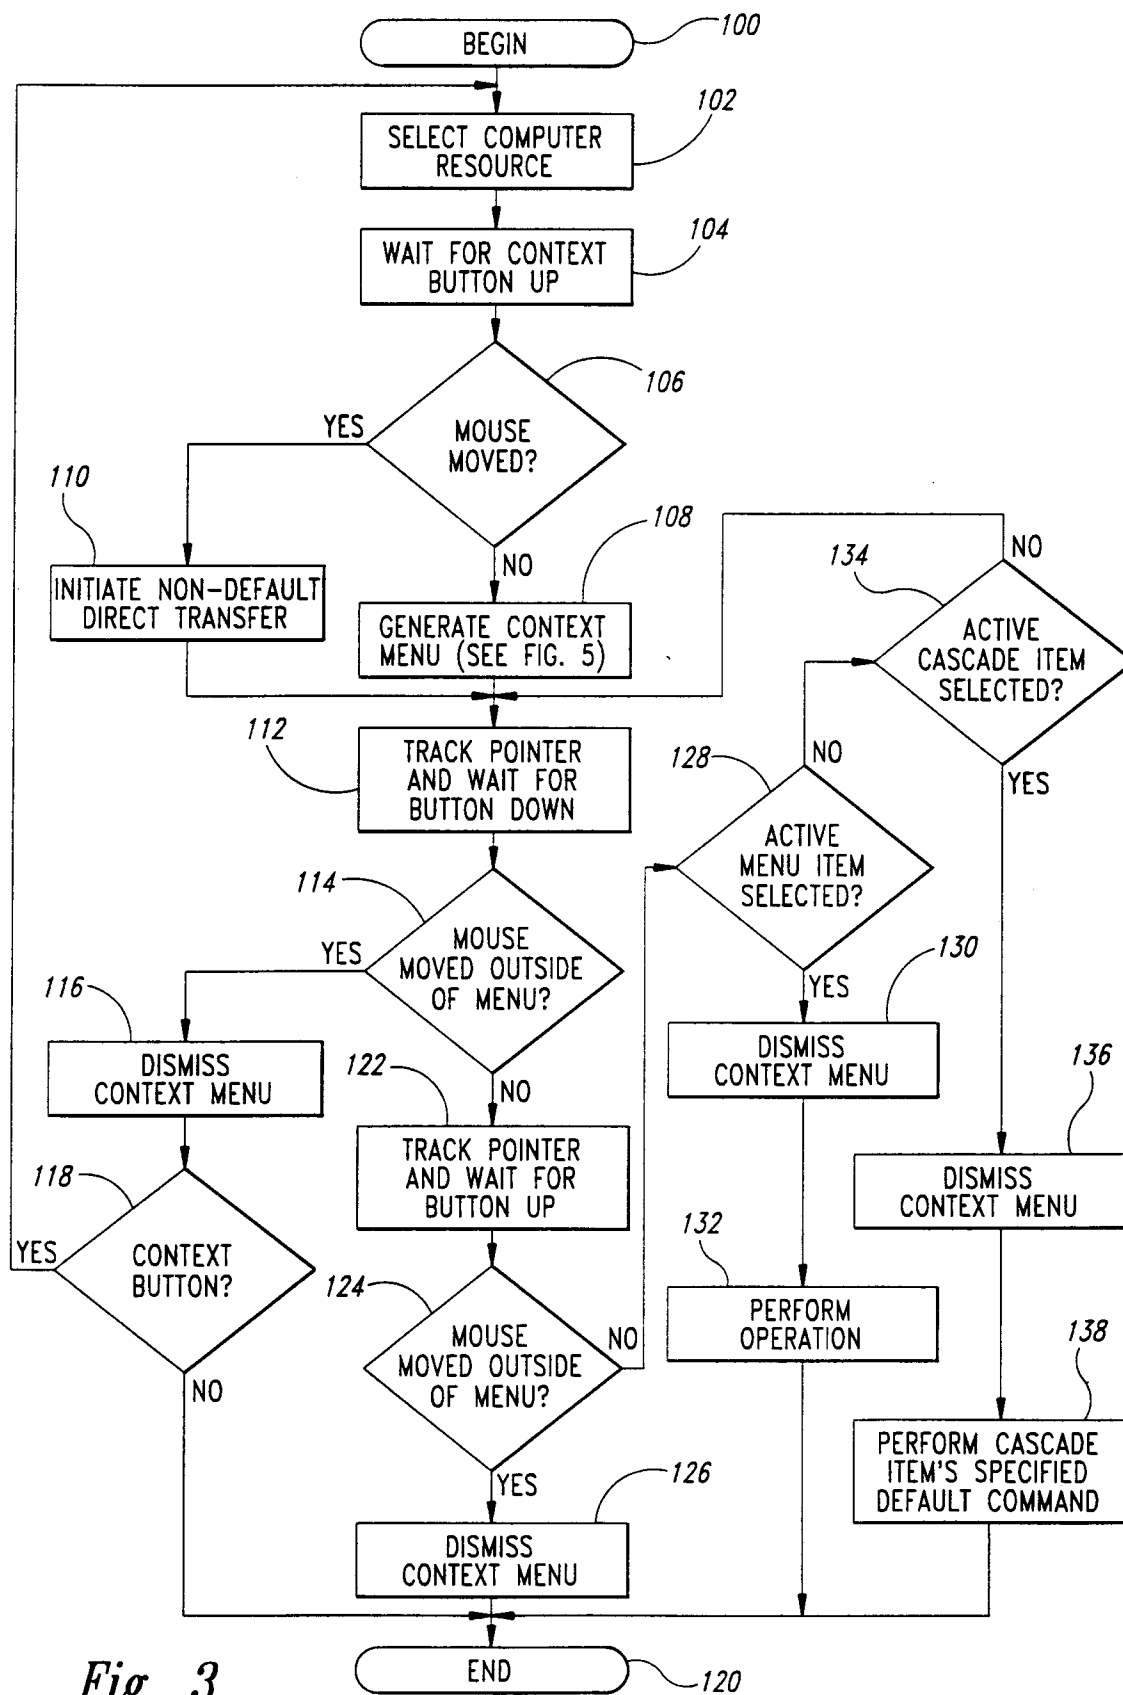 BEGIN
100
SELECT COMPUTER
RESOURCE
102
WAIT FOR CONTEXT
BUTTON UP
104
MOUSE
MOVED?
106
YES
NO
110
INITIATE NON-DEFAULT
DIRECT TRANSFER
GENERATE CONTEXT
MENU (SEE FIG. 5)
108
TRACK POINTER
AND WAIT FOR
BUTTON DOWN
112
MOUSE
MOVED OUTSIDE
OF MENU?
114
YES
NO
116
DISMISS
CONTEXT MENU
118
CONTEXT
BUTTON?
YES
NO
122
TRACK POINTER
AND WAIT FOR
BUTTON UP
124
MOUSE
MOVED OUTSIDE
OF MENU?
NO
YES
126
DISMISS
CONTEXT MENU
128
ACTIVE
MENU ITEM
SELECTED?
NO
YES
130
DISMISS
CONTEXT MENU
132
PERFORM
OPERATION
134
ACTIVE
CASCADE ITEM
SELECTED?
NO
YES
136
DISMISS
CONTEXT MENU
138
PERFORM CASCADE
ITEM'S SPECIFIED
DEFAULT COMMAND
END
120
Fig. 3